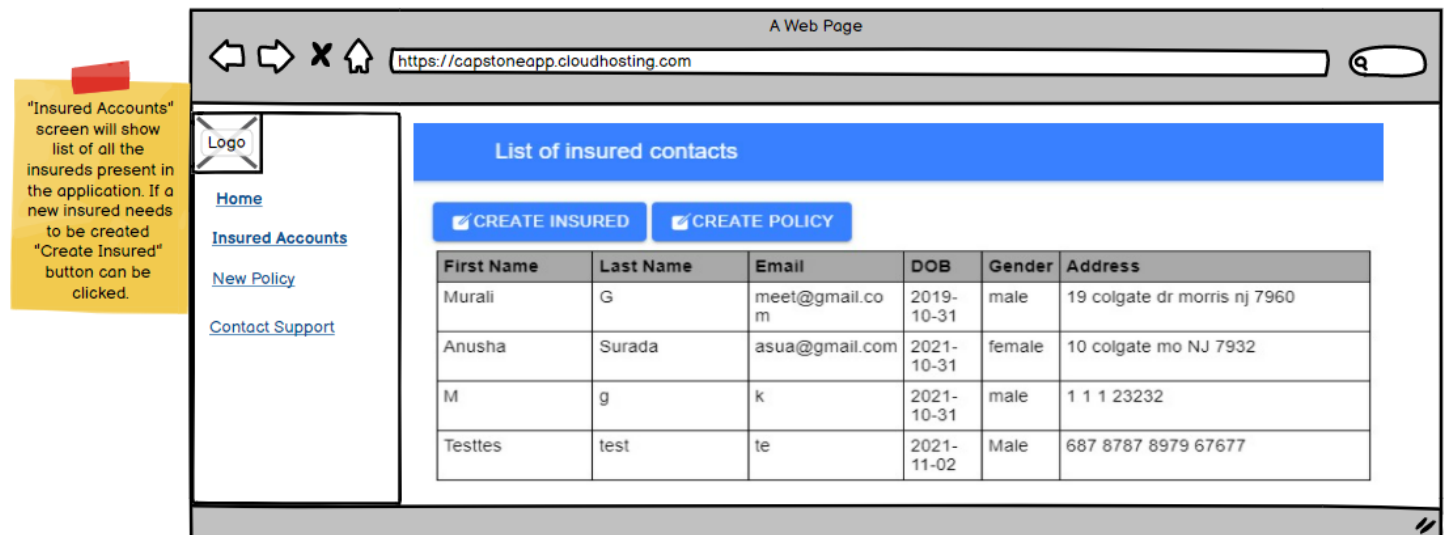 A Web Page
https://capstoneapp.cloudhosting.com
"Insured Accounts"
screen will show
list of all the
insureds present in
the application. If a
new insured needs
to be created
"Create Insured"
button can be
clicked.
Logo
Home
Insured Accounts
New Policy
Contact Support
List of insured contacts
CREATE INSURED CREATE POLICY
First Name Last Name Email DOB Gender Address
Murali G meet@gmail.co 2019- male 19 colgate dr morris nj 7960
m 10-31
Anusha Surada asua@gmail.com 2021- female 10 colgate mo NJ 7932
10-31
M g k 2021- male 1 1 1 23232
10-31
Testtes test te 2021- Male 687 8787 8979 67677
11-02